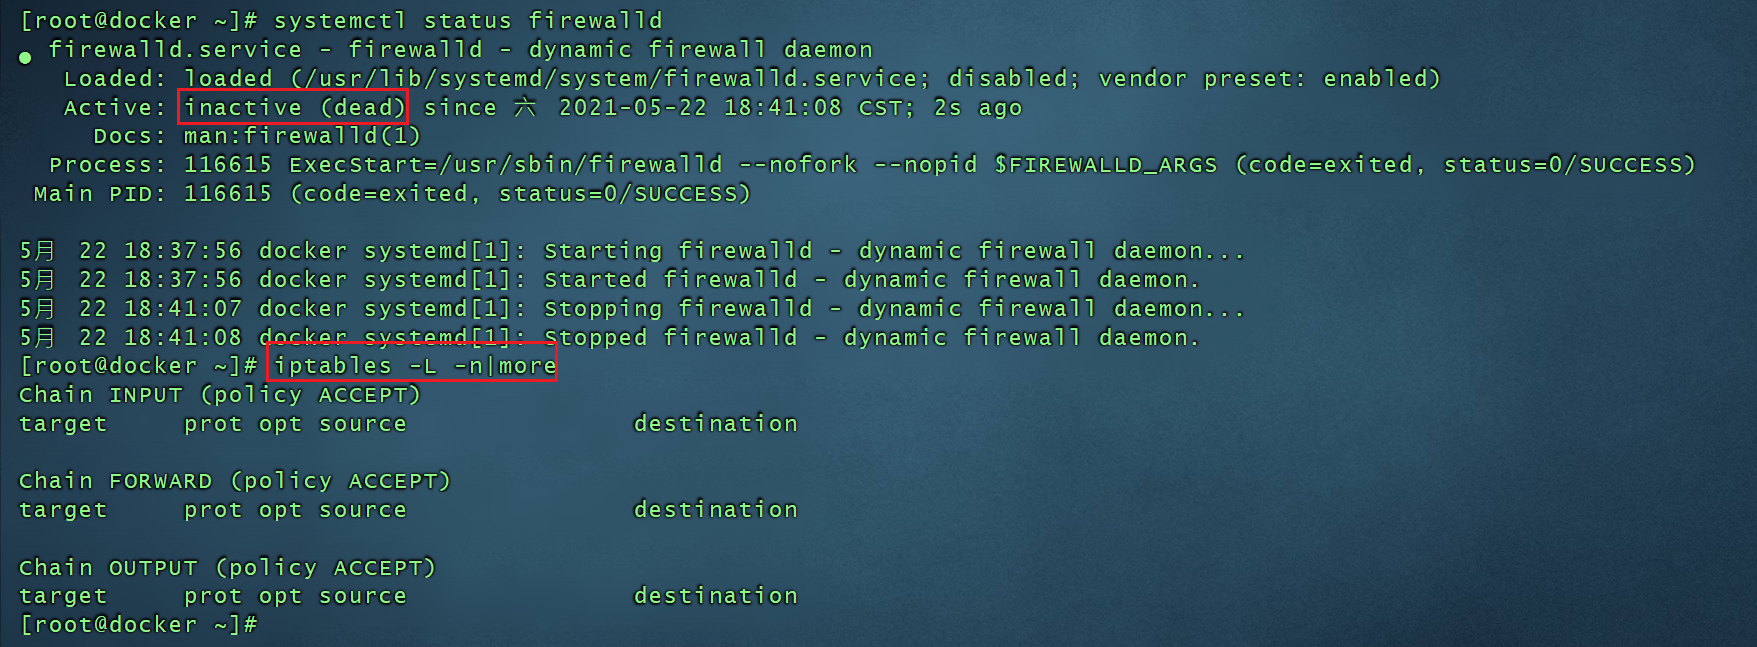 [root@docker ~]# systemctl status firewalld
● firewalld.service - firewalld - dynamic firewall daemon
Loaded: loaded (/usr/lib/systemd/system/firewalld.service; disabled; vendor preset: enabled)
Active: inactive (dead) since 六 2021-05-22 18:41:08 CST; 2s ago
Docs: man:firewalld(1)
Process: 116615 ExecStart=/usr/sbin/firewalld --nofork --nopid $FIREWALLD_ARGS (code=exited, status=0/SUCCESS)
Main PID: 116615 (code=exited, status=0/SUCCESS)
5月 22 18:37:56 docker systemd[1]: Starting firewalld - dynamic firewall daemon...
5月 22 18:37:56 docker systemd[1]: Started firewalld - dynamic firewall daemon.
5月 22 18:41:07 docker systemd[1]: Stopping firewalld - dynamic firewall daemon...
5月 22 18:41:08 docker systemd[1]: Stopped firewalld - dynamic firewall daemon.
[root@docker ~]# iptables -L -n|more
Chain INPUT (policy ACCEPT)
target prot opt source destination
Chain FORWARD (policy ACCEPT)
target prot opt source destination
Chain OUTPUT (policy ACCEPT)
target prot opt source destination
[root@docker ~]#